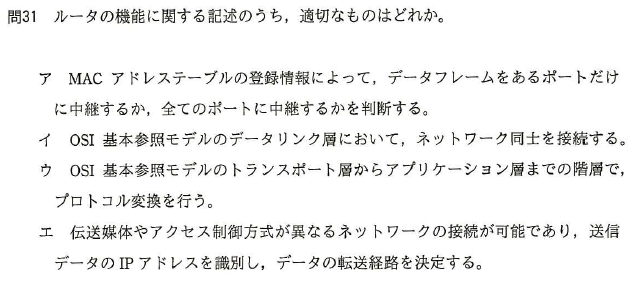 問31 ルータの機能に関する記述のうち，適切なものはどれか。
ア MAC アドレステーブルの登録情報によって，データフレームをあるポートだけ
に中継するか，全てのポートに中継するかを判断する。
イ OSI 基本参照モデルのデータリンク層において，ネットワーク同士を接続する。
ウ OSI 基本参照モデルのトランスポート層からアプリケーション層までの階層で，
プロトコル変換を行う。
エ 伝送媒体やアクセス制御方式が異なるネットワークの接続が可能であり，送信
データの IP アドレスを識別し，データの転送経路を決定する。